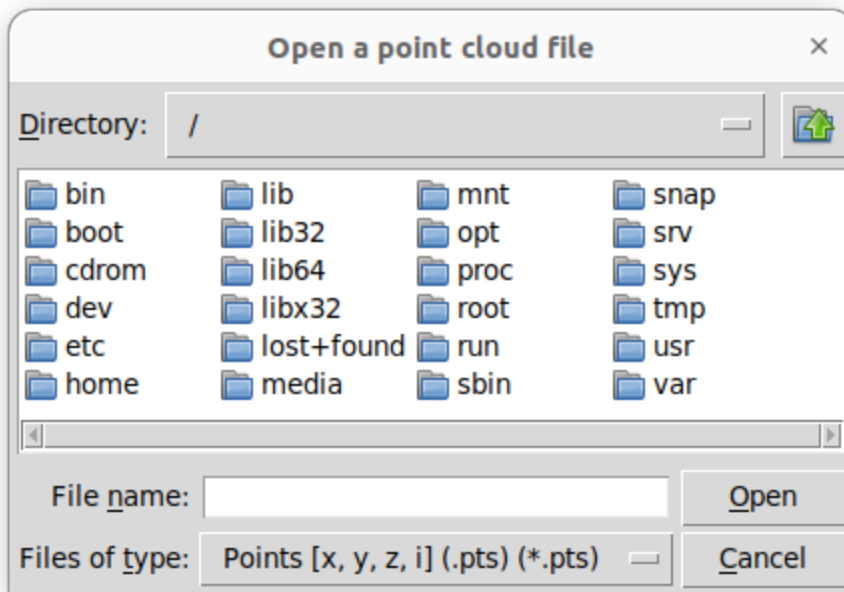 Open a point cloud file ×
Directory: /
bin lib mnt snap
boot lib32 opt srv
cdrom lib64 proc sys
dev libx32 root tmp
etc lost+found run usr
home media sbin var
File name: Open
Files of type: Points [x, y, z, i] (.pts) (*.pts) Cancel